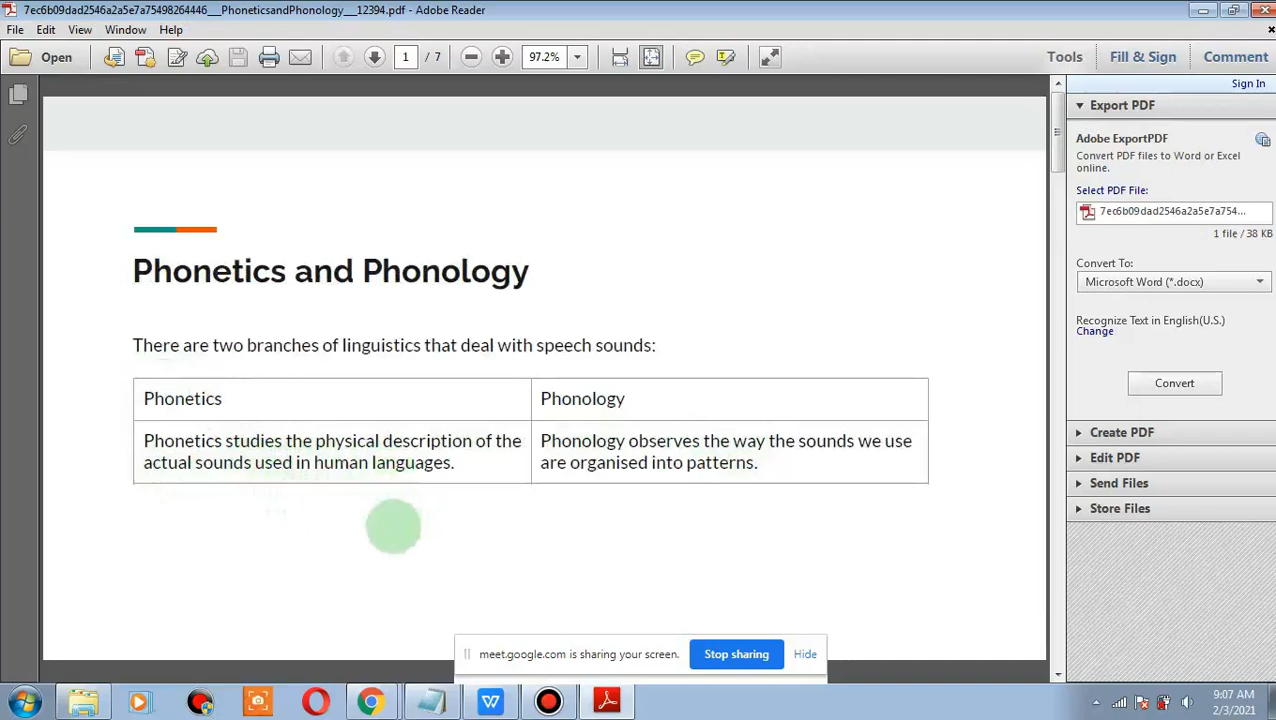 7ec6b09dad2546a2a5e7a75498264446___PhoneticsandPhonology___12394.pdf - Adobe Reader
File Edit View Window Help
Open 1 / 7 97.2% Tools Fill & Sign Comment
Sign In
Export PDF
Adobe ExportPDF
Convert PDF files to Word or Excel
online.
Select PDF File:
7ec6b09dad2546a2a5e7a754...
1 file / 38 KB
Convert To:
Microsoft Word (*.docx)
Recognize Text in English(U.S.)
Change
Convert
Create PDF
Edit PDF
Send Files
Store Files
Phonetics and Phonology
There are two branches of linguistics that deal with speech sounds:
Phonetics Phonology
Phonetics studies the physical description of the
actual sounds used in human languages.
Phonology observes the way the sounds we use
are organised into patterns.
meet.google.com is sharing your screen. Stop sharing Hide
W
9:07 AM
2/3/2021